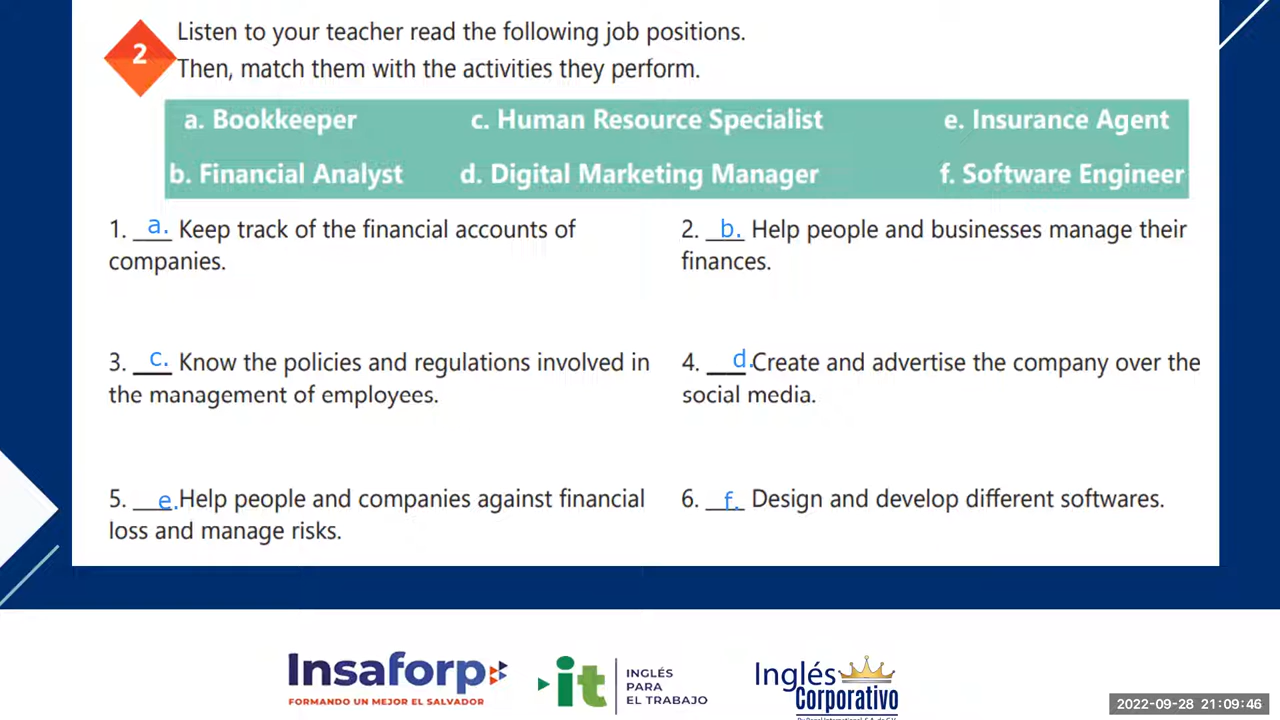 2
Listen to your teacher read the following job positions.
Then, match them with the activities they perform.
a. Bookkeeper
c. Human Resource Specialist
e. Insurance Agent
b. Financial Analyst
d. Digital Marketing Manager
f. Software Engineer
1. a. Keep track of the financial accounts of
companies.
2. b. Help people and businesses manage their
finances.
3. c. Know the policies and regulations involved in
the management of employees.
4. d. Create and advertise the company over the
social media.
5. e. Help people and companies against financial
loss and manage risks.
6. f. Design and develop different softwares.
Insaforp
FORMANDO UN MEJOR EL SALVADOR
it
INGLÉS
PARA
EL TRABAJO
Inglés
Corporativo
2022-09-28 21:09:46